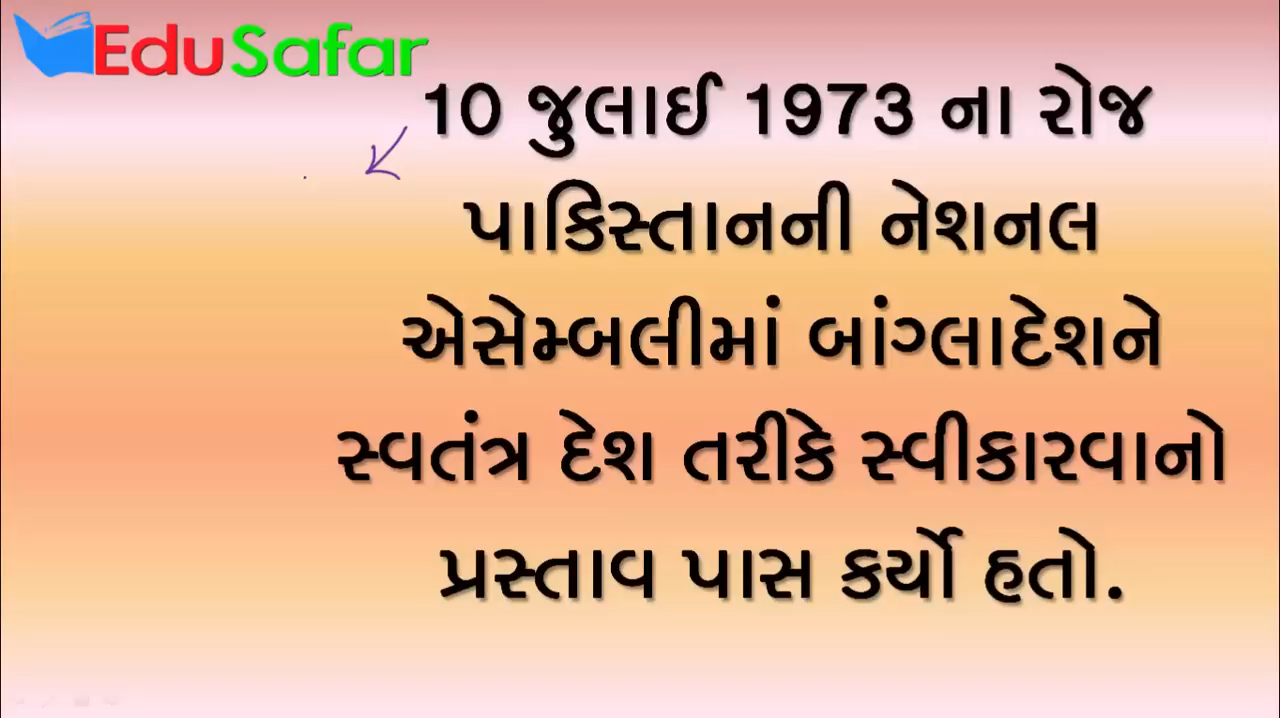 EduSafar
10 જુલાઈ 1973 ના રોજ
પાકિસ્તાનની નેશનલ
એસેમ્બલીમાં બાંગ્લાદેશને
સ્વતંત્ર દેશ તરીકે સ્વીકારવાનો
પ્રસ્તાવ પાસ કર્યો હતો.